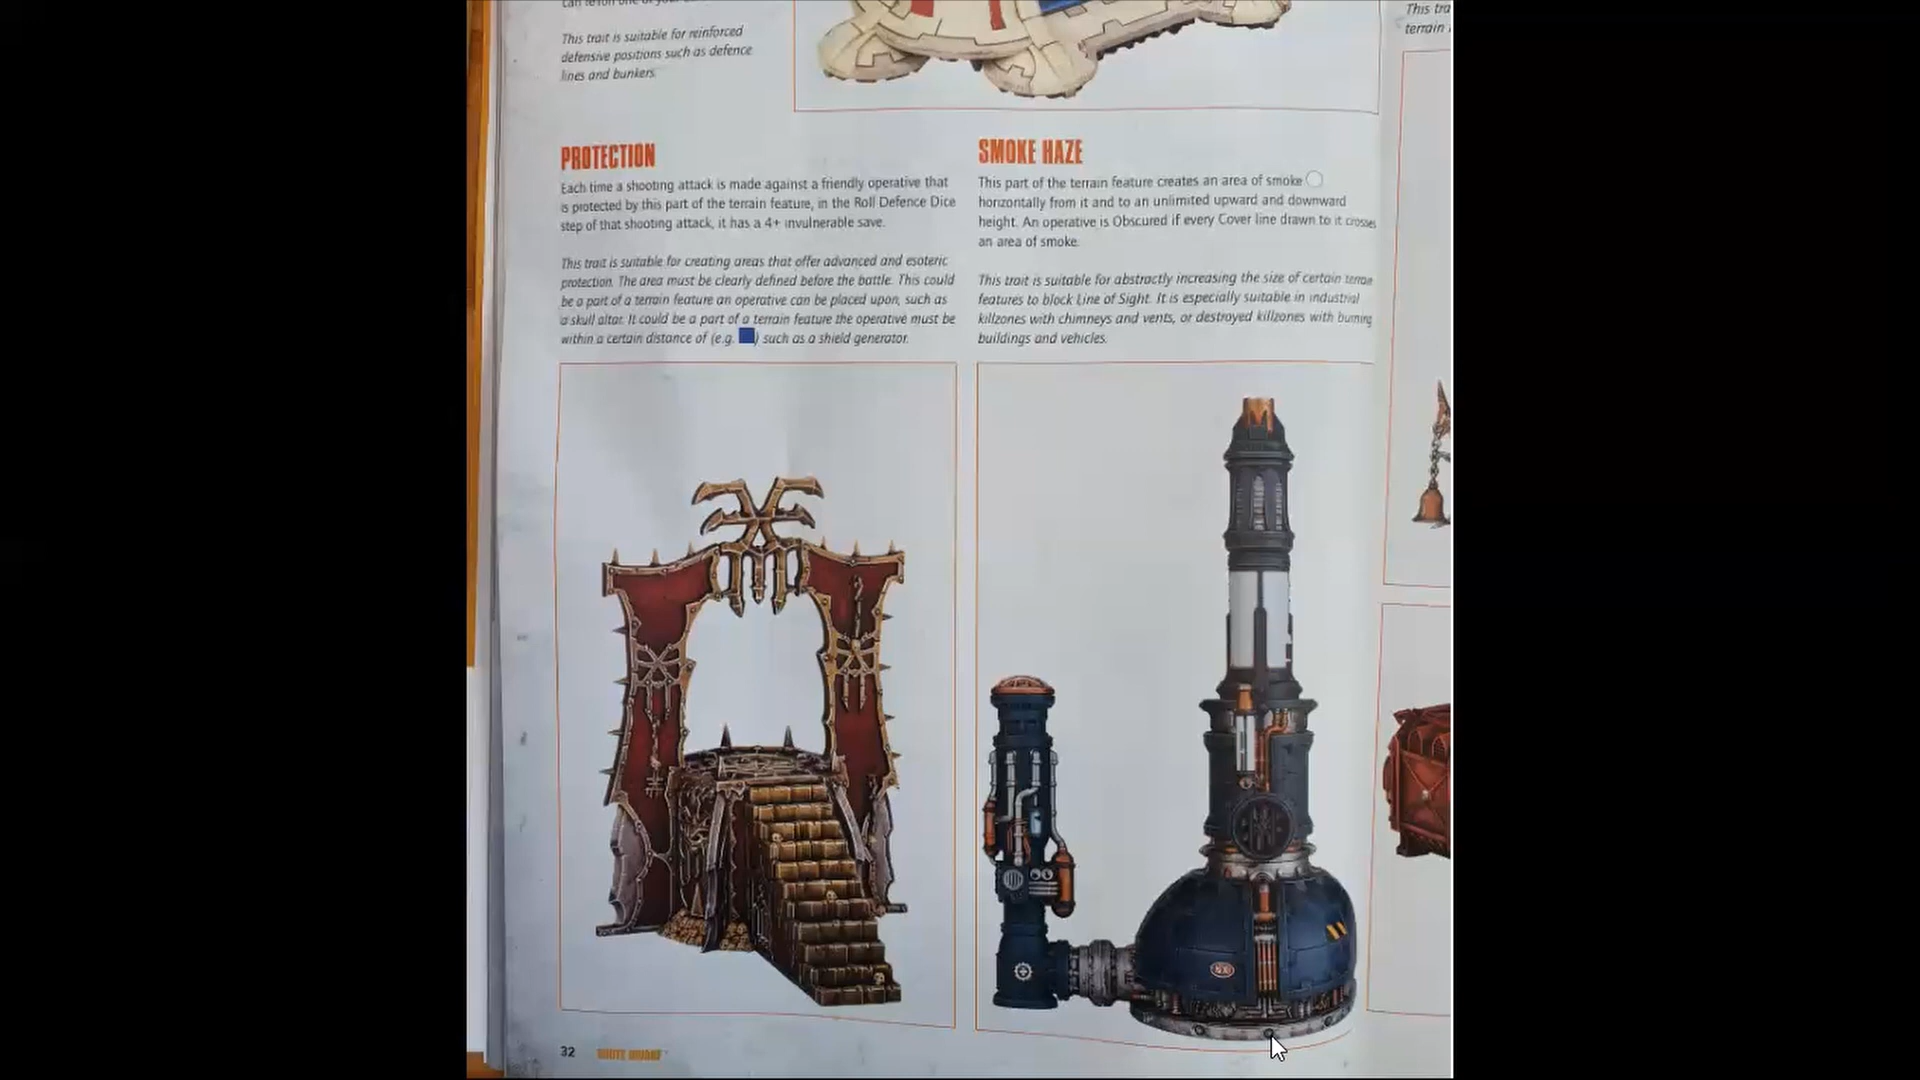 This trait is suitable for reinforced
defensive positions such as defence
lines and bunkers.
PROTECTION
Each time a shooting attack is made against a friendly operative that
is protected by this part of the terrain feature, in the Roll Defence Dice
step of that shooting attack, it has a 4+ invulnerable save.
This trait is suitable for creating areas that offer advanced and esoteric
protection. The area must be clearly defined before the battle. This could
be a part of a terrain feature an operative can be placed upon, such as
a skull altar. It could be a part of a terrain feature the operative must be
within a certain distance of (e.g. ) such as a shield generator.
SMOKE HAZE
This part of the terrain feature creates an area of smoke
horizontally from it and to an unlimited upward and downward
height. An operative is Obscured if every Cover line drawn to it crosses
an area of smoke.
This trait is suitable for abstractly increasing the size of certain terrain
features to block Line of Sight. It is especially suitable in industrial
killzones with chimneys and vents, or destroyed killzones with burning
buildings and vehicles.
This
terrain
32 WHITE DWARF